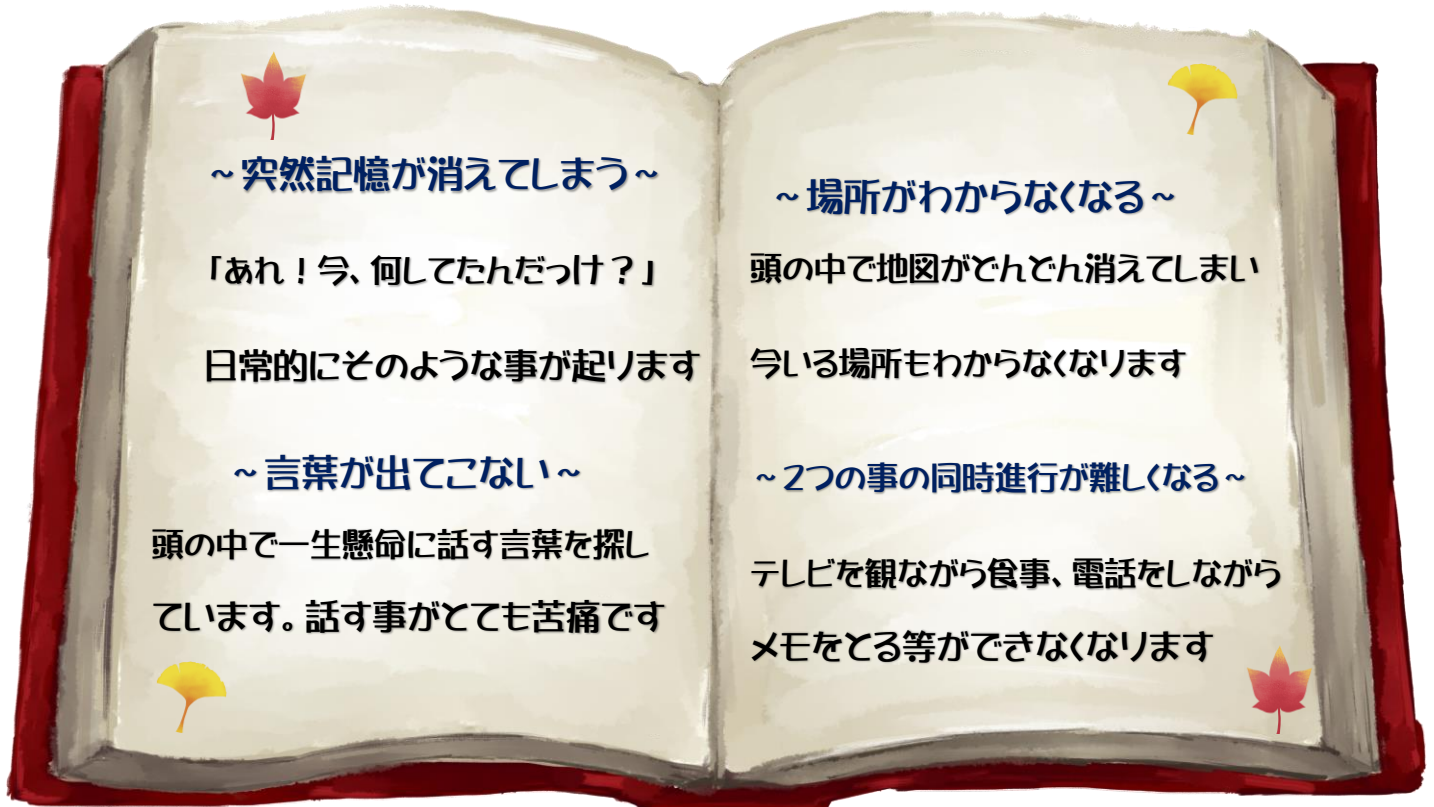 ~突然記憶が消えてしまう~
「あれ！今、何してたんだっけ？」
日常的にそのような事が起ります
~言葉が出てこない~
頭の中で一生懸命に話す言葉を探し
ています。話す事がとても苦痛です
~場所がわからなくなる~
頭の中で地図がどんどん消えてしまい
今いる場所もわからなくなります
~2つの事の同時進行が難しくなる~
テレビを観ながら食事、電話をしながら
メモをとる等ができなくなります